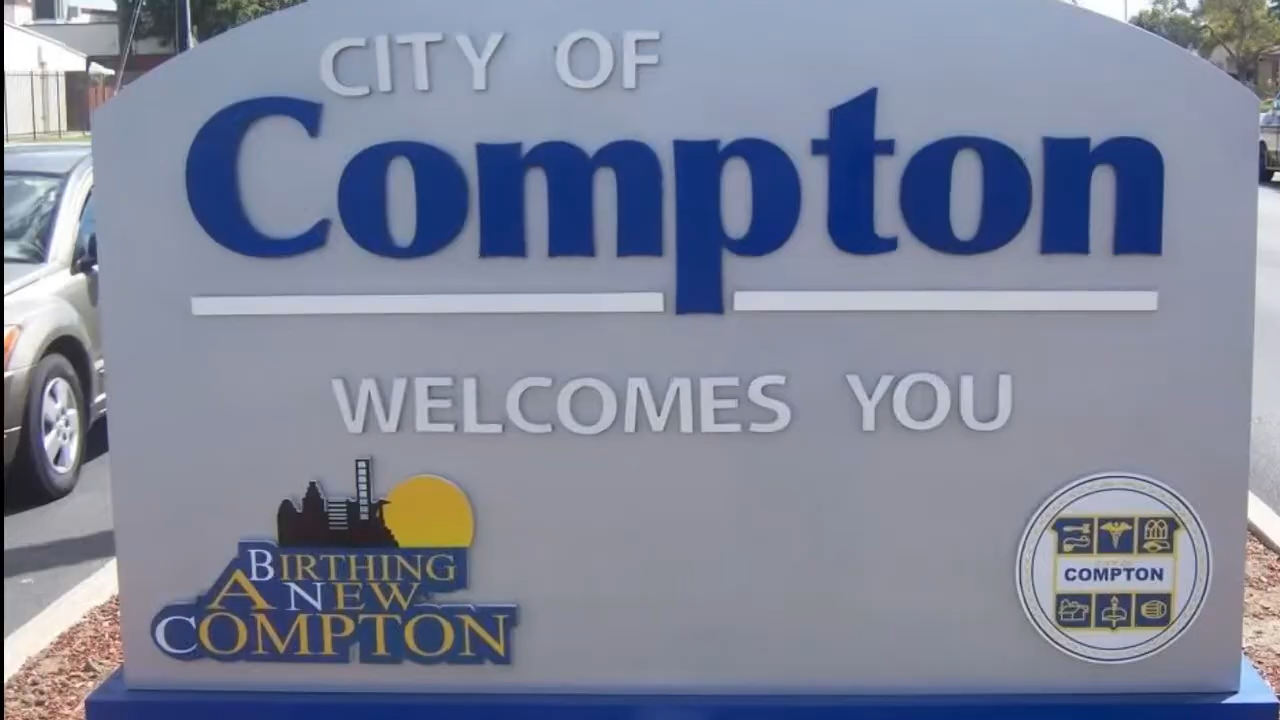 CITY OF
Compton
WELCOMES YOU
BIRTHING
A NEW
COMPTON
COMPTON